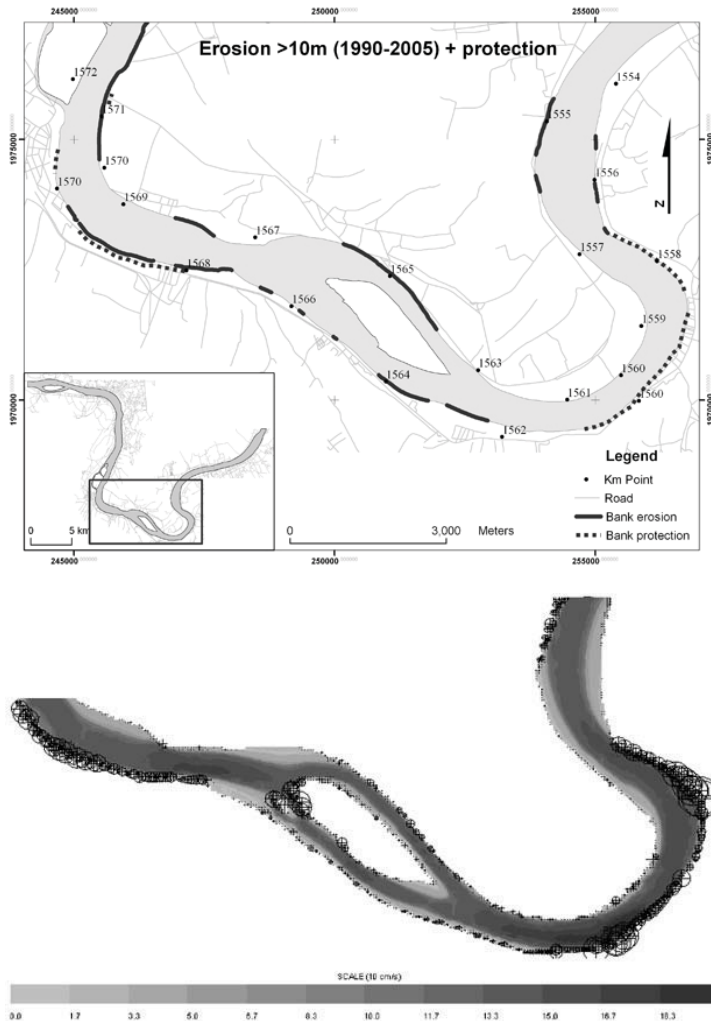 245000
250000
255000
Erosion >10m (1990-2005) + protection
1572
1554
1571
1555
1975000
1975000
1570
1556
1570
1569
N
1567
1557
1558
1568
1565
1566
1559
1563
1564
1560
1561
1560
1970000
1970000
1562
Legend
Km Point
Road
Bank erosion
Bank protection
0 5 km
0 3,000 Meters
245000
250000
255000
SCALE (10 cm/s)
0.0 1.7 3.3 5.0 6.7 8.3 10.0 11.7 13.3 15.0 16.7 18.3